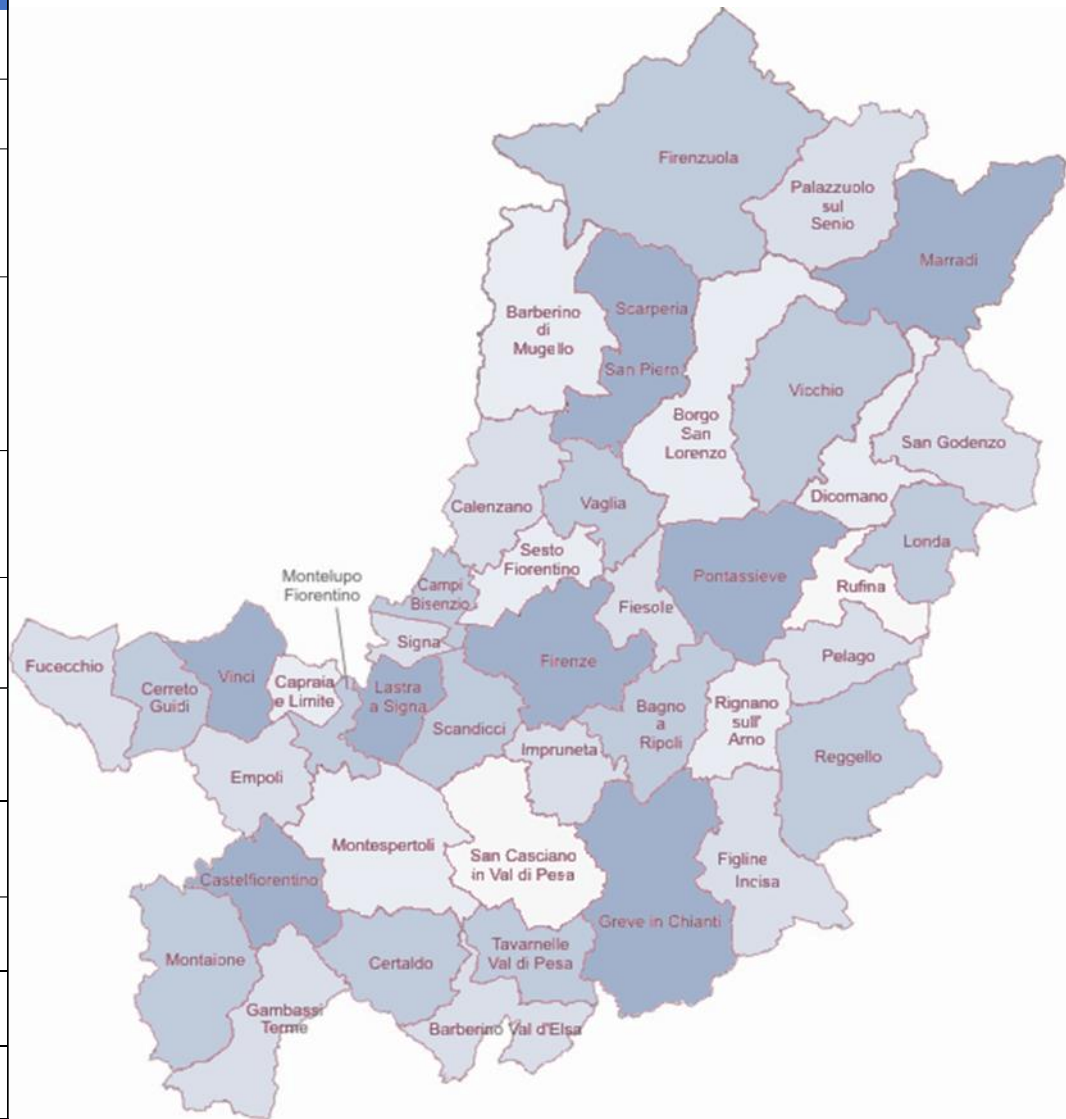 Firenzuola
Palazzuolo
sul
Senio
Marradi
Scarperia
Barberino
di
Mugello
San Piero
Vicchio
Borgo
San
Lorenzo
San Godenzo
Dicomano
Calenzano
Vaglia
Londa
Sesto
Fiorentino
Pontassieve
Rufina
Montelupo
Fiorentino
Campi
Bisenzio
Fiesole
Signa
Pelago
Fucecchio
Firenze
Vinci
Cerreto
Guidi
Capraia
e Limite
Lastra
a Signa
Scandicci
Bagno
a
Ripoli
Rignano
sull'
Arno
Impruneta
Reggello
Empoli
Montespertoli
San Casciano
in Val di Pesa
Figline
Incisa
Castelfiorentino
Greve in Chianti
Montaione
Certaldo
Tavarnelle
Val di Pesa
Gambassi
Terme
Barberino Val d'Elsa